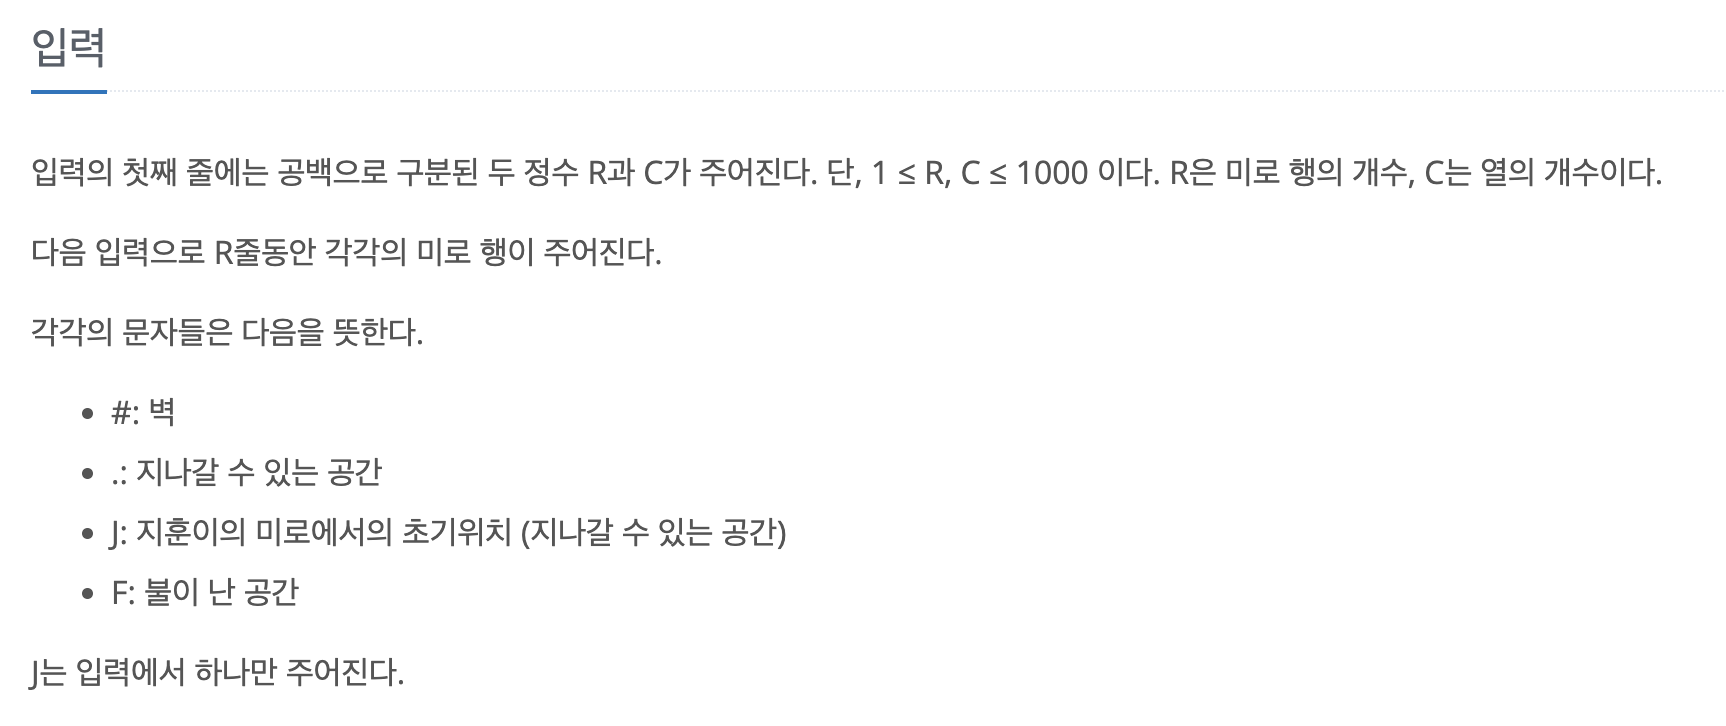 입력
입력의 첫째 줄에는 공백으로 구분된 두 정수 R과 C가 주어진다. 단, 1 ≤ R, C ≤ 1000 이다. R은 미로 행의 개수, C는 열의 개수이다.
다음 입력으로 R줄동안 각각의 미로 행이 주어진다.
각각의 문자들은 다음을 뜻한다.
• #: 벽
• .: 지나갈 수 있는 공간
• J: 지훈이의 미로에서의 초기위치 (지나갈 수 있는 공간)
• F: 불이 난 공간
J는 입력에서 하나만 주어진다.